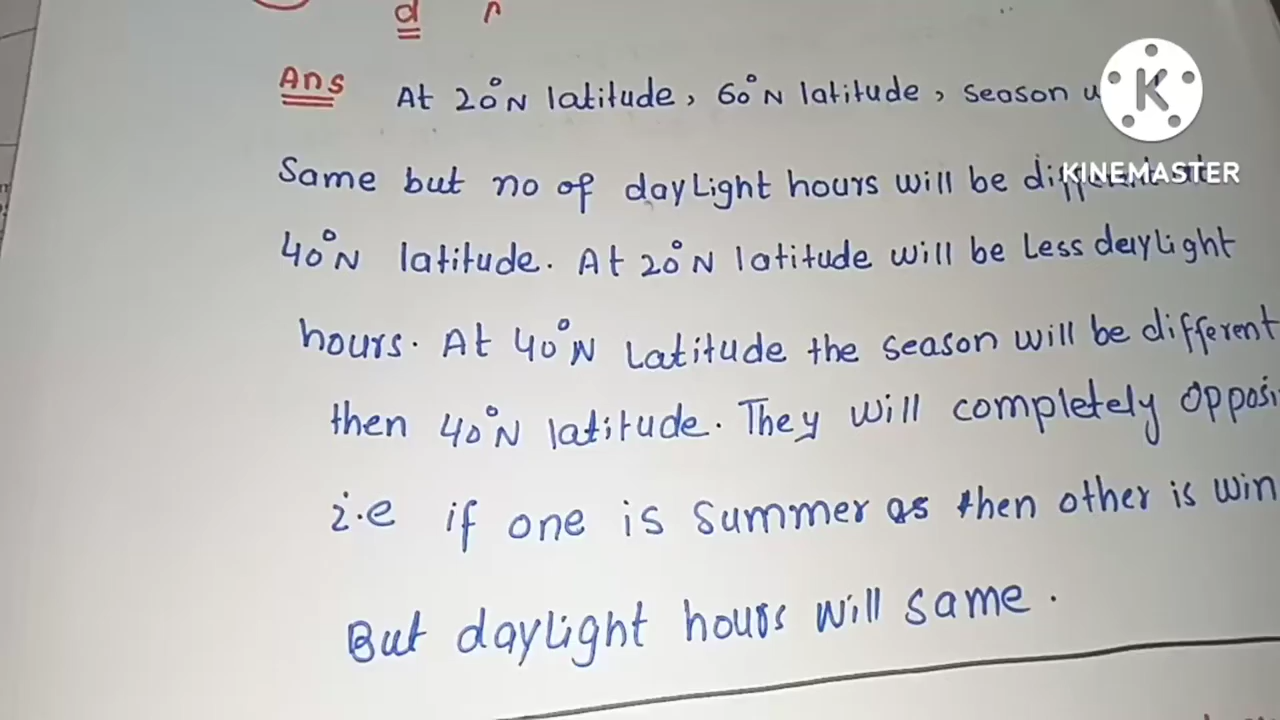 d
Ans At 20°N latitude, 60°N latitude, season
K
Same but no of daylight hours will be
KINEMASTER
40°N latitude. At 20°N latitude will be Less daylight
hours. At 40°N Latitude the season will be different
then 40°N latitude. They will completely opposi
i.e if one is summer as then other is win
But daylight hours will same.